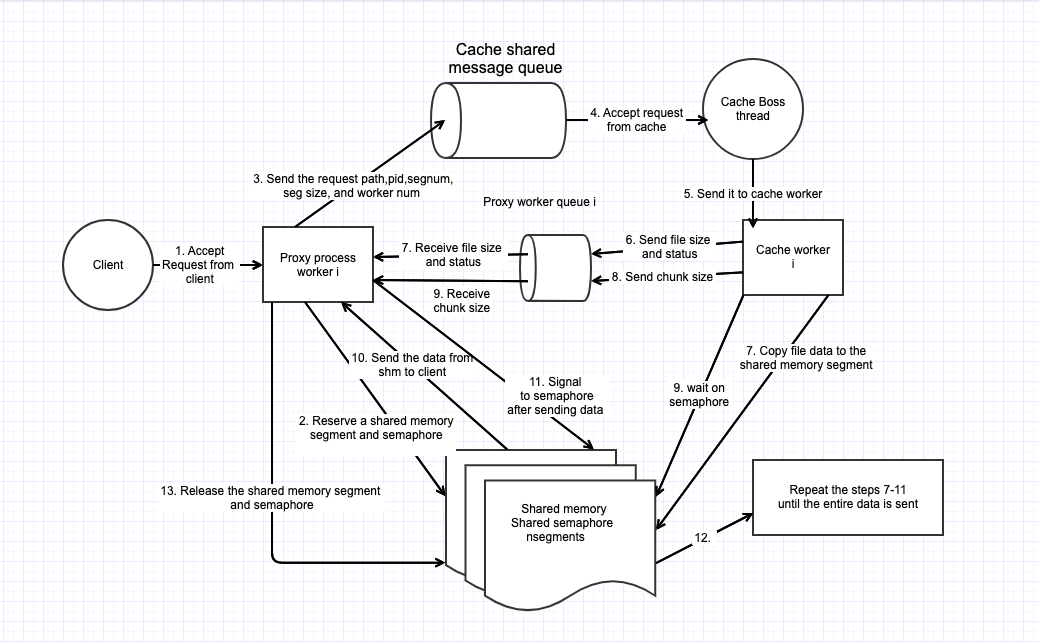 Cache shared
message queue
4. Accept request
from cache
Cache Boss
thread
3. Send the request path,pid,segnum,
seg size, and worker num
5. Send it to cache worker
Proxy worker queue i
Client
1. Accept
Request from
client
Proxy process
worker i
7. Receive file size
and status
6. Send file size
and status
Cache worker
i
8. Send chunk size
9. Receive
chunk size
10. Send the data from
shm to client
7. Copy file data to the
shared memory segment
11. Signal
to semaphore
after sending data
9. wait on
semaphore
2. Reserve a shared memory
segment and semaphore
13. Release the shared memory segment
and semaphore
Shared memory
Shared semaphore
nsegments
12.
Repeat the steps 7-11
until the entire data is sent